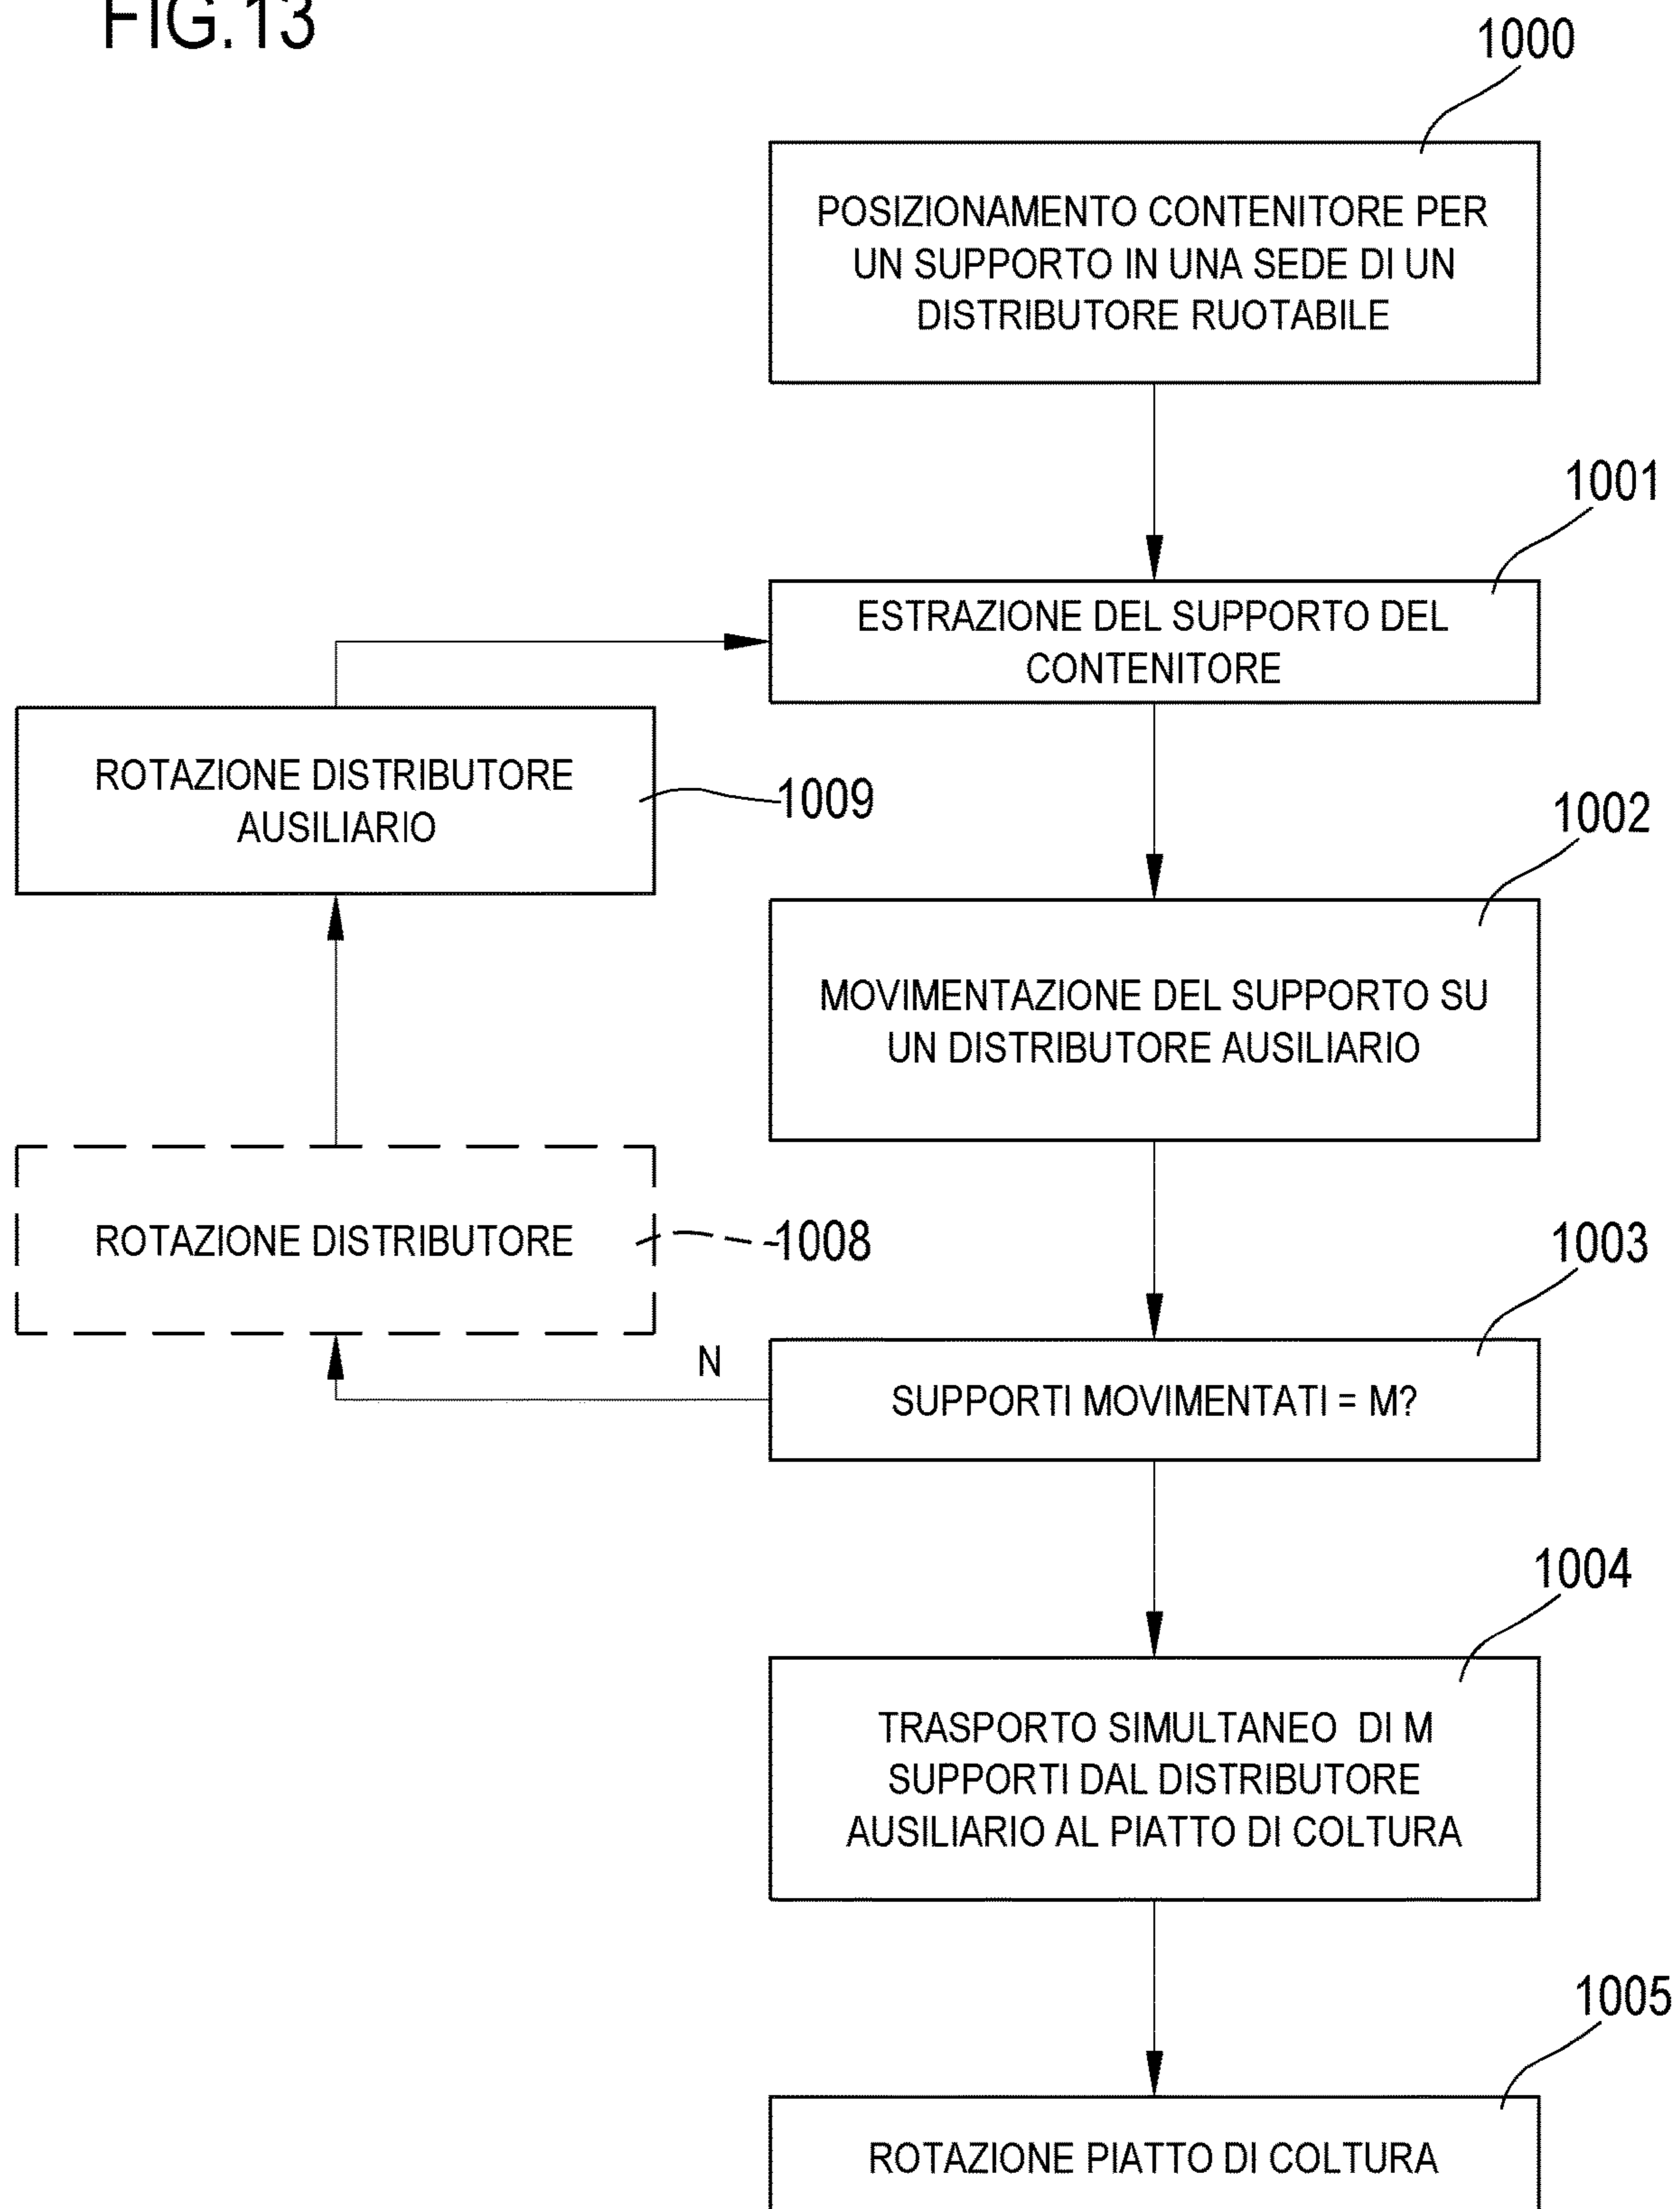 FIG.13
1000
POSIZIONAMENTO CONTENITORE PER
UN SUPPORTO IN UNA SEDE DI UN
DISTRIBUTORE RUOTABILE
1001
ESTRAZIONE DEL SUPPORTO DEL
CONTENITORE
ROTAZIONE DISTRIBUTORE
AUSILIARIO
1009
1002
MOVIMENTAZIONE DEL SUPPORTO SU
UN DISTRIBUTORE AUSILIARIO
ROTAZIONE DISTRIBUTORE
1008
1003
N
SUPPORTI MOVIMENTATI = M?
1004
TRASPORTO SIMULTANEO DI M
SUPPORTI DAL DISTRIBUTORE
AUSILIARIO AL PIATTO DI COLTURA
1005
ROTAZIONE PIATTO DI COLTURA